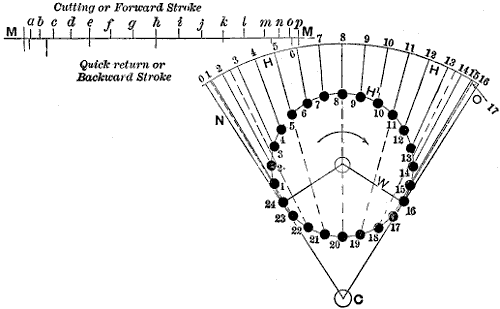 Cutting or Forward Stroke
M a b c d e f g h i j k l m n o p M
Quick return or
Backward Stroke
0 1 2 3 4 5 6 7 8 9 10 11 12 13 14 15 16
17
H H
H¹
N O
W
1 2 3 4 5 6 7 8 9 10 11 12 13 14 15 16 17 18 19 20 21 22 23 24
C